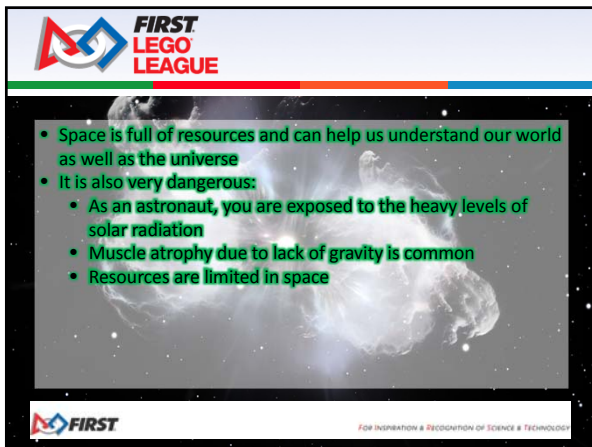 FIRST
LEGO
LEAGUE
• Space is full of resources and can help us understand our world
as well as the universe
• It is also very dangerous:
• As an astronaut, you are exposed to the heavy levels of
solar radiation
• Muscle atrophy due to lack of gravity is common
• Resources are limited in space
FIRST FOR INSPIRATION & RECOGNITION OF SCIENCE & TECHNOLOGY